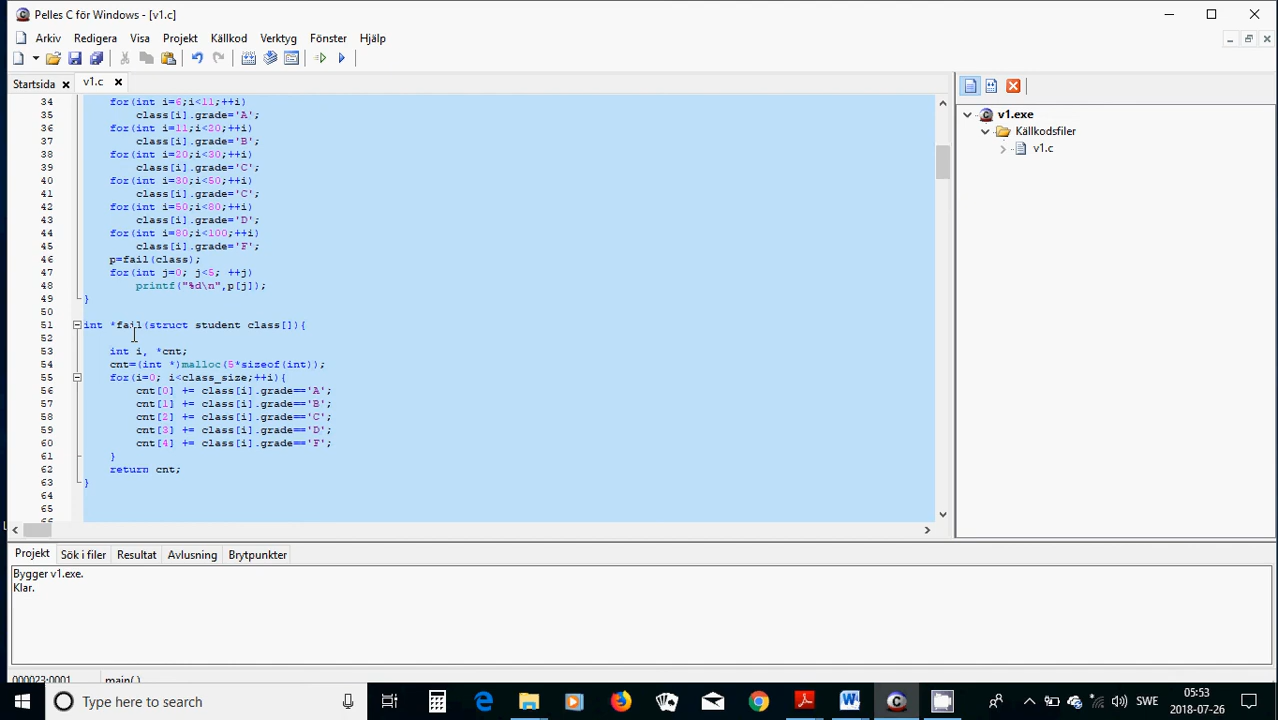 Pelles C för Windows - [v1.c]
Arkiv Redigera Visa Projekt Källkod Verktyg Fönster Hjälp
Startsida v1.c
34 for(int i=6;i<11;++i)
35 class[i].grade='A';
36 for(int i=11;i<20;++i)
37 class[i].grade='B';
38 for(int i=20;i<30;++i)
39 class[i].grade='C';
40 for(int i=30;i<50;++i)
41 class[i].grade='C';
42 for(int i=50;i<80;++i)
43 class[i].grade='D';
44 for(int i=80;i<100;++i)
45 class[i].grade='F';
46 p=fail(class);
47 for(int j=0; j<5; ++j)
48 printf("%d\n",p[j]);
49 }
50
51 int *fail(struct student class[]){
52
53 int i, *cnt;
54 cnt=(int *)malloc(5*sizeof(int));
55 for(i=0; i<class_size;++i){
56 cnt[0] += class[i].grade=='A';
57 cnt[1] += class[i].grade=='B';
58 cnt[2] += class[i].grade=='C';
59 cnt[3] += class[i].grade=='D';
60 cnt[4] += class[i].grade=='F';
61 }
62 return cnt;
63 }
64
65
v1.exe
Källkodsfiler
v1.c
Projekt Sök i filer Resultat Avlusning Brytpunkter
Bygger v1.exe.
Klar.
000023:0001 main( )
Type here to search
SWE
05:53
2018-07-26